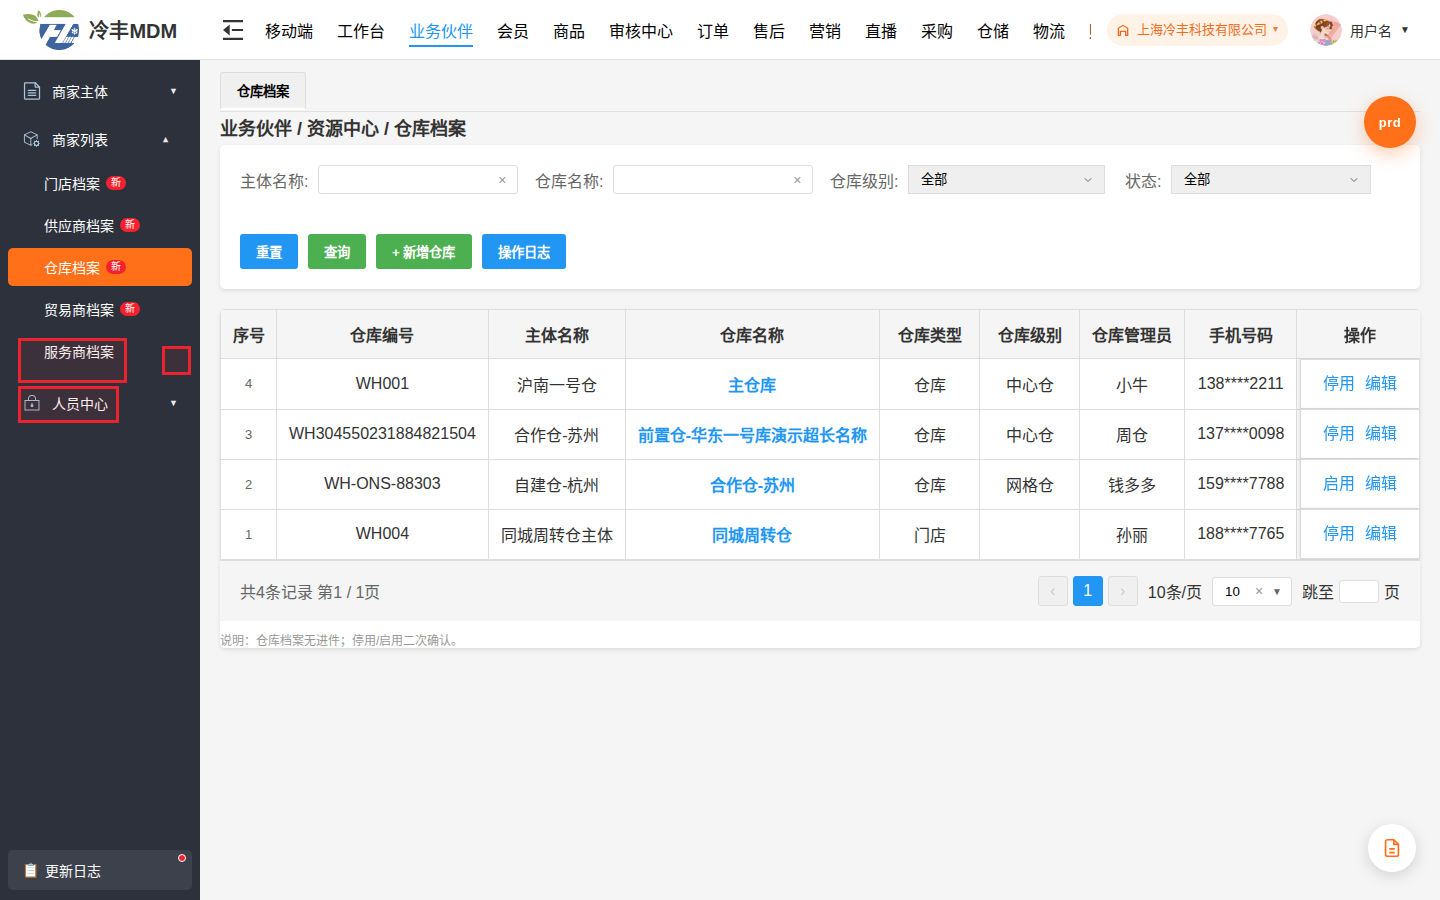 冷丰MDM
移动端 工作台 业务伙伴 会员 商品 审核中心 订单 售后 营销 直播 采购 仓储 物流
上海冷丰科技有限公司 ▾
用户名 ▼
商家主体 ▼
商家列表 ▲
门店档案 新
供应商档案 新
仓库档案 新
贸易商档案 新
服务商档案
人员中心 ▼
更新日志
仓库档案
prd
业务伙伴 / 资源中心 / 仓库档案
主体名称: × 仓库名称: × 仓库级别: 全部 状态: 全部
重置 查询 + 新增仓库 操作日志
序号 仓库编号 主体名称 仓库名称 仓库类型 仓库级别 仓库管理员 手机号码 操作
4 WH001 沪南一号仓 主仓库 仓库 中心仓 小牛 138****2211 停用 编辑
3 WH304550231884821504 合作仓-苏州 前置仓-华东一号库演示超长名称 仓库 中心仓 周仓 137****0098 停用 编辑
2 WH-ONS-88303 自建仓-杭州 合作仓-苏州 仓库 网格仓 钱多多 159****7788 启用 编辑
1 WH004 同城周转仓主体 同城周转仓 门店 孙丽 188****7765 停用 编辑
共4条记录 第1 / 1页 ‹ 1 › 10条/页 10 × ▼ 跳至 页
说明：仓库档案无进件；停用/启用二次确认。